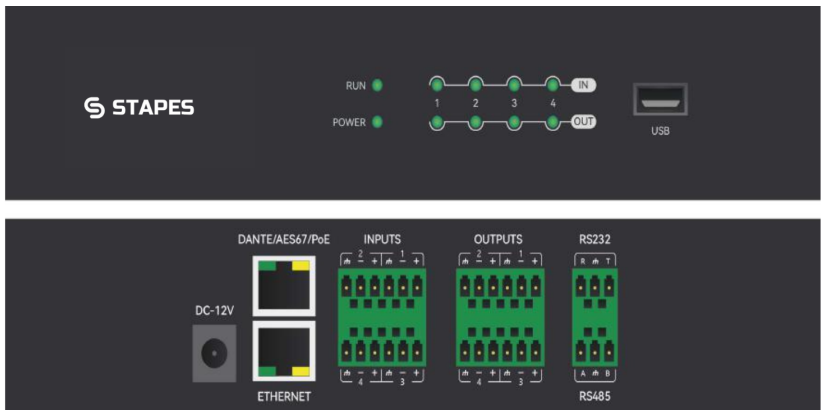 STAPES
RUN
POWER
IN
1 2 3 4
OUT
USB
DANTE/AES67/PoE
INPUTS
OUTPUTS
RS232
2 - + 1 - +
2 - + 1 - +
R T
DC-12V
- + 4 - + 3
- + 4 - + 3
A B
ETHERNET
RS485